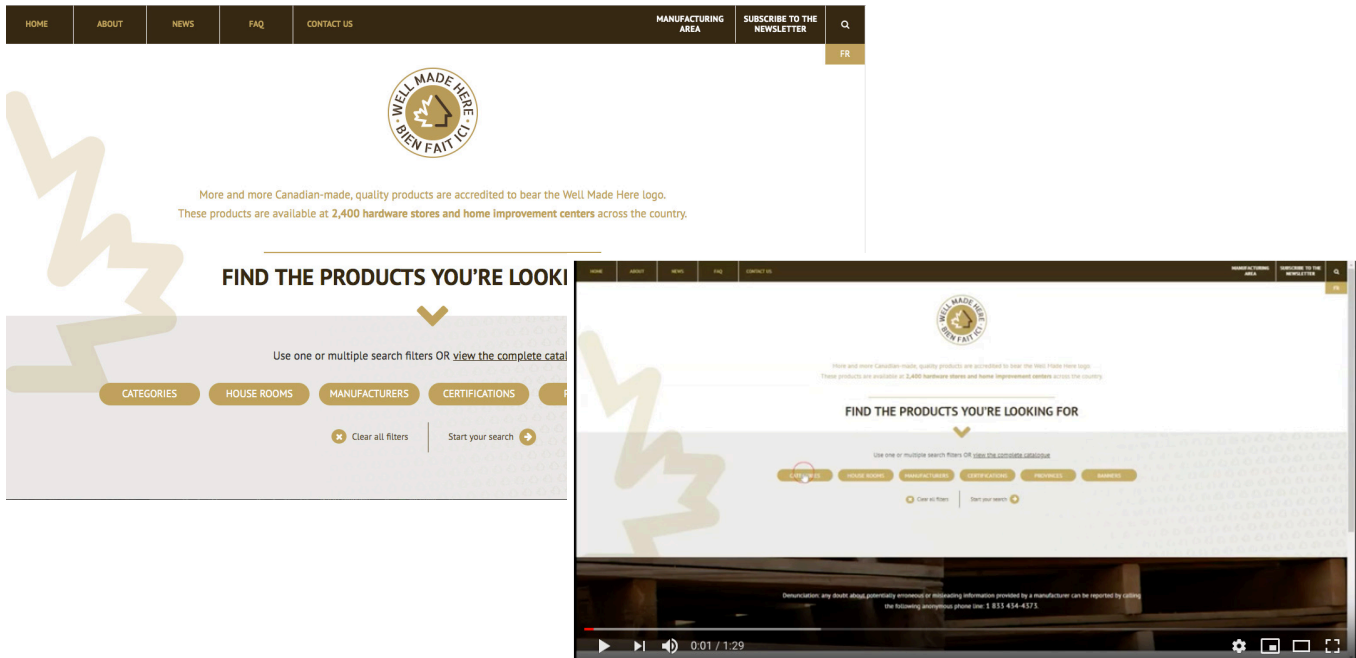 HOME ABOUT NEWS FAQ CONTACT US MANUFACTURING AREA SUBSCRIBE TO THE NEWSLETTER
FR
WELL MADE HERE • BIEN FAIT ICI •
More and more Canadian-made, quality products are accredited to bear the Well Made Here logo.
These products are available at 2,400 hardware stores and home improvement centers across the country.
FIND THE PRODUCTS YOU'RE LOOKI
Use one or multiple search filters OR view the complete catal
CATEGORIES HOUSE ROOMS MANUFACTURERS CERTIFICATIONS
Clear all filters Start your search
HOME ABOUT NEWS FAQ CONTACT US MANUFACTURING AREA SUBSCRIBE TO THE NEWSLETTER
FR
WELL MADE HERE • BIEN FAIT ICI •
More and more Canadian-made, quality products are accredited to bear the Well Made Here logo.
These products are available at 2,400 hardware stores and home improvement centers across the country.
FIND THE PRODUCTS YOU'RE LOOKING FOR
Use one or multiple search filters OR view the complete catalogue
CATEGORIES HOUSE ROOMS MANUFACTURERS CERTIFICATIONS PROVINCES BANNERS
Clear all filters Start your search
Denunciation: any doubt about potentially erroneous or misleading information provided by a manufacturer can be reported by calling
the following anonymous phone line: 1 833 434-4373.
0:01 / 1:29